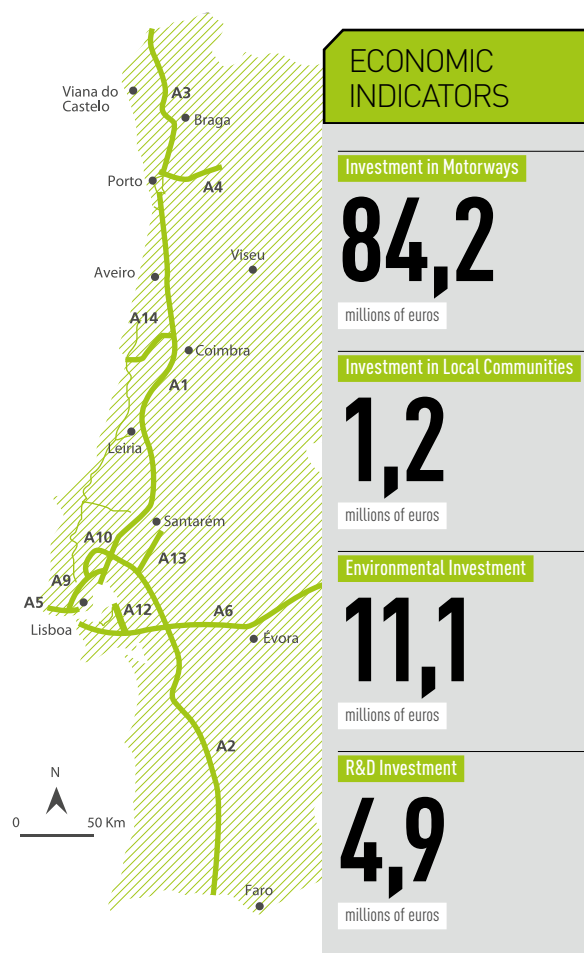 Viana do
Castelo
A3
Braga
Porto
A4
Viseu
Aveiro
A14
Coimbra
A1
Leiria
Santarém
A10
A13
A9
A5
A12
A6
Lisboa
Évora
A2
N
0 50 Km
Faro
ECONOMIC
INDICATORS
Investment in Motorways
84,2
millions of euros
Investment in Local Communities
1,2
millions of euros
Environmental Investment
11,1
millions of euros
R&D Investment
4,9
millions of euros